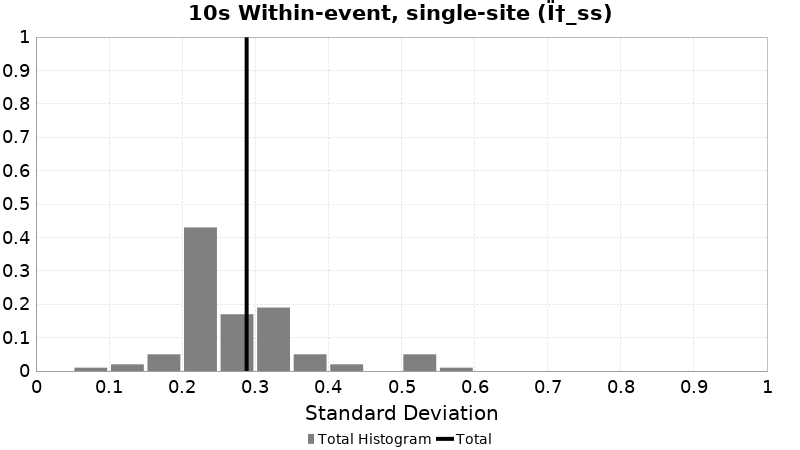 10s Within-event, single-site (Ï†_ss)
1
0.9
0.8
0.7
0.6
0.5
0.4
0.3
0.2
0.1
0
0 0.1 0.2 0.3 0.4 0.5 0.6 0.7 0.8 0.9 1
Standard Deviation
Total Histogram Total